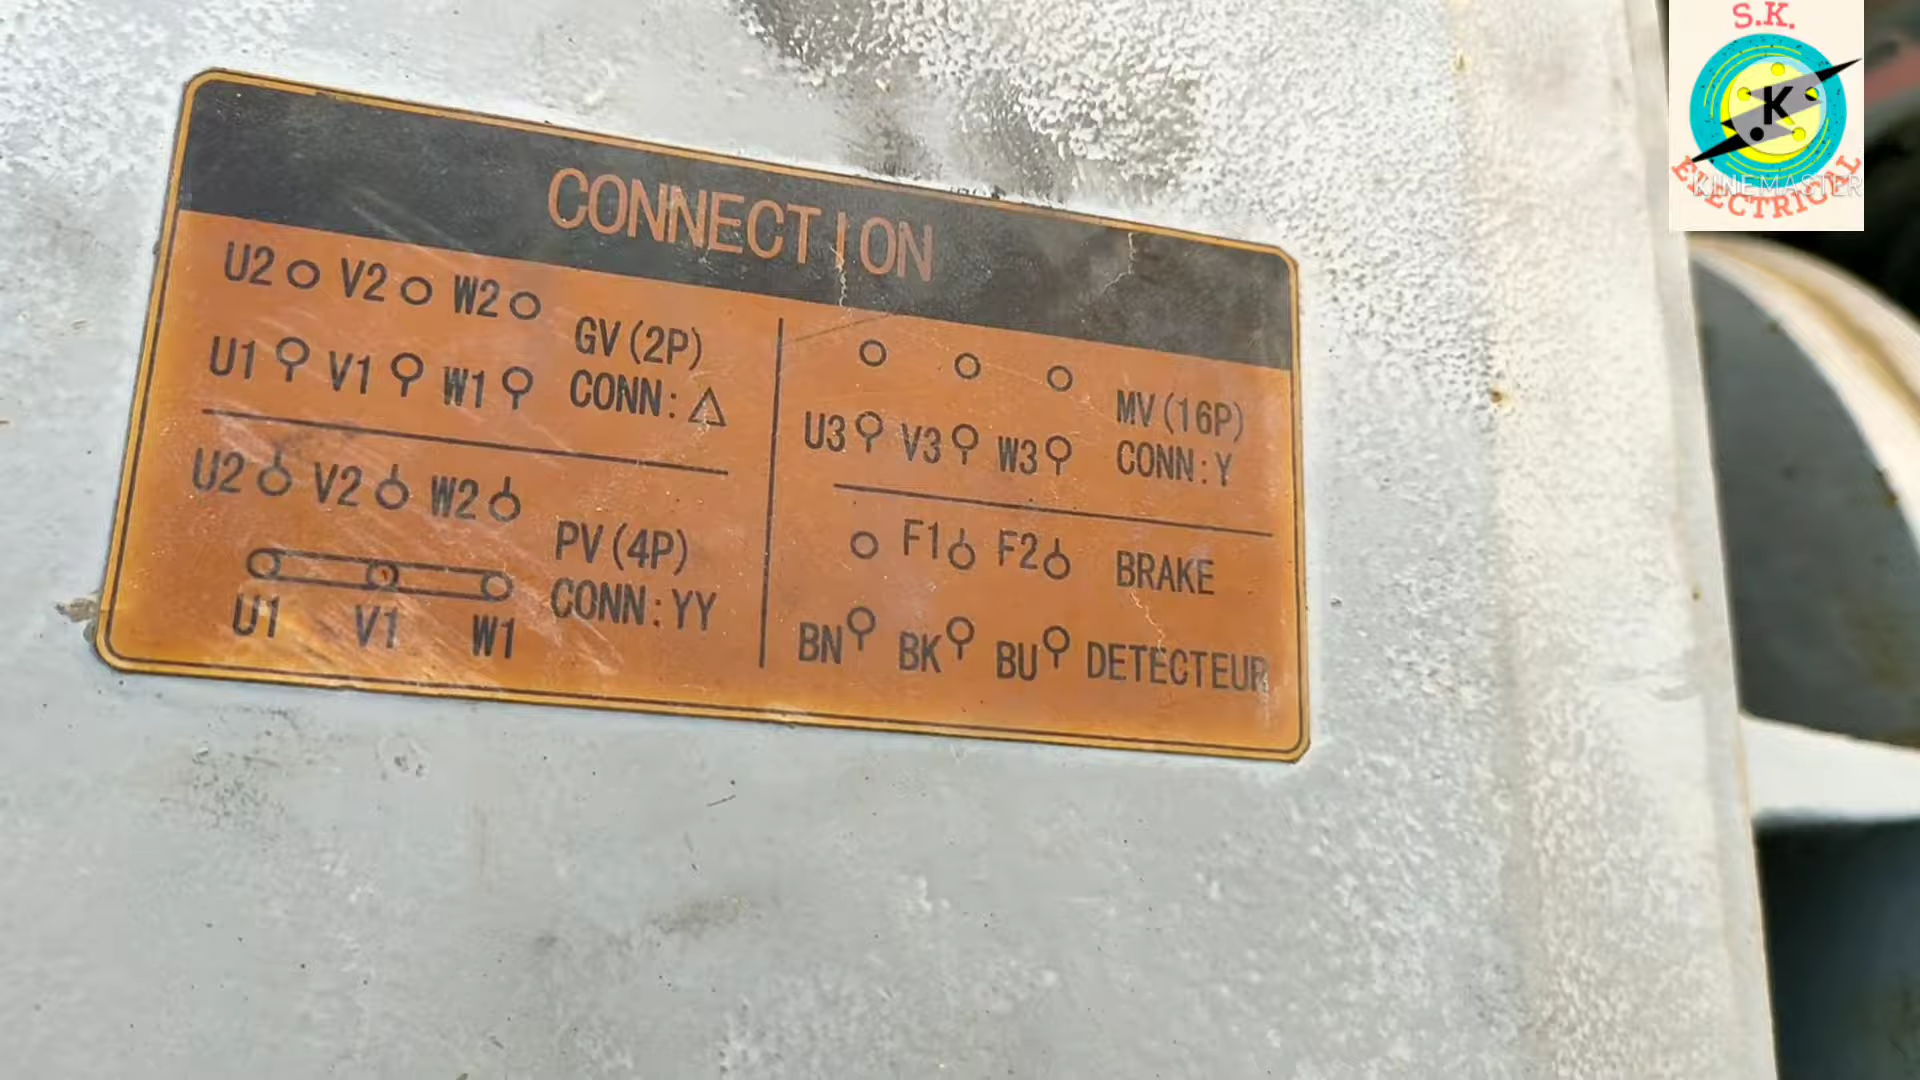 CONNECTION
U2 V2 W2
U1 V1 W1
GV(2P)
CONN:△
U2 V2 W2
U1 V1 W1
PV(4P)
CONN:YY
U3 V3 W3
MV(16P)
CONN:Y
F1 F2 BRAKE
BN BK BU DETECTEUR
S.K.
K
ELECTRICAL
KINEMASTER